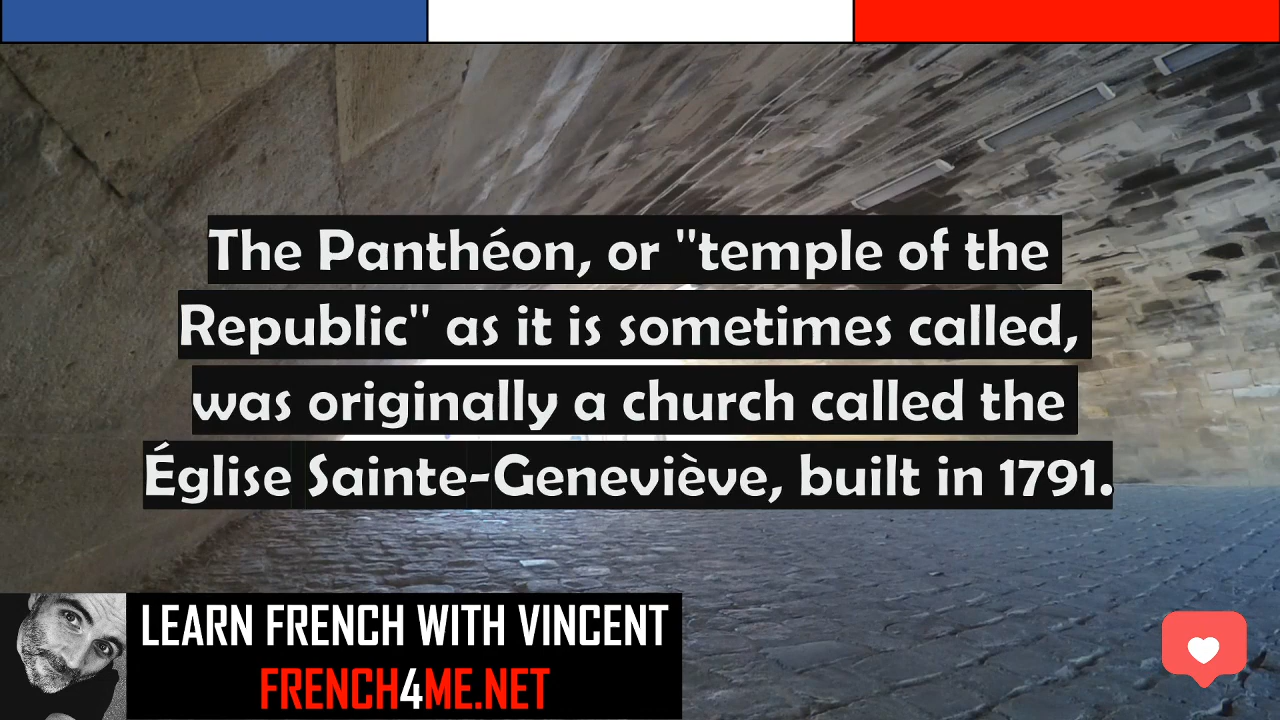 The Panthéon, or "temple of the
Republic" as it is sometimes called,
was originally a church called the
Église Sainte-Geneviève, built in 1791.
LEARN FRENCH WITH VINCENT
FRENCH4ME.NET